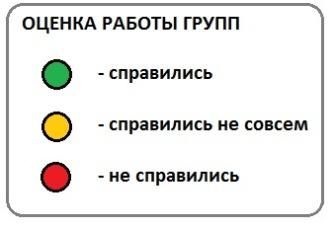 ОЦЕНКА РАБОТЫ ГРУПП
- справились
- справились не совсем
- не справились